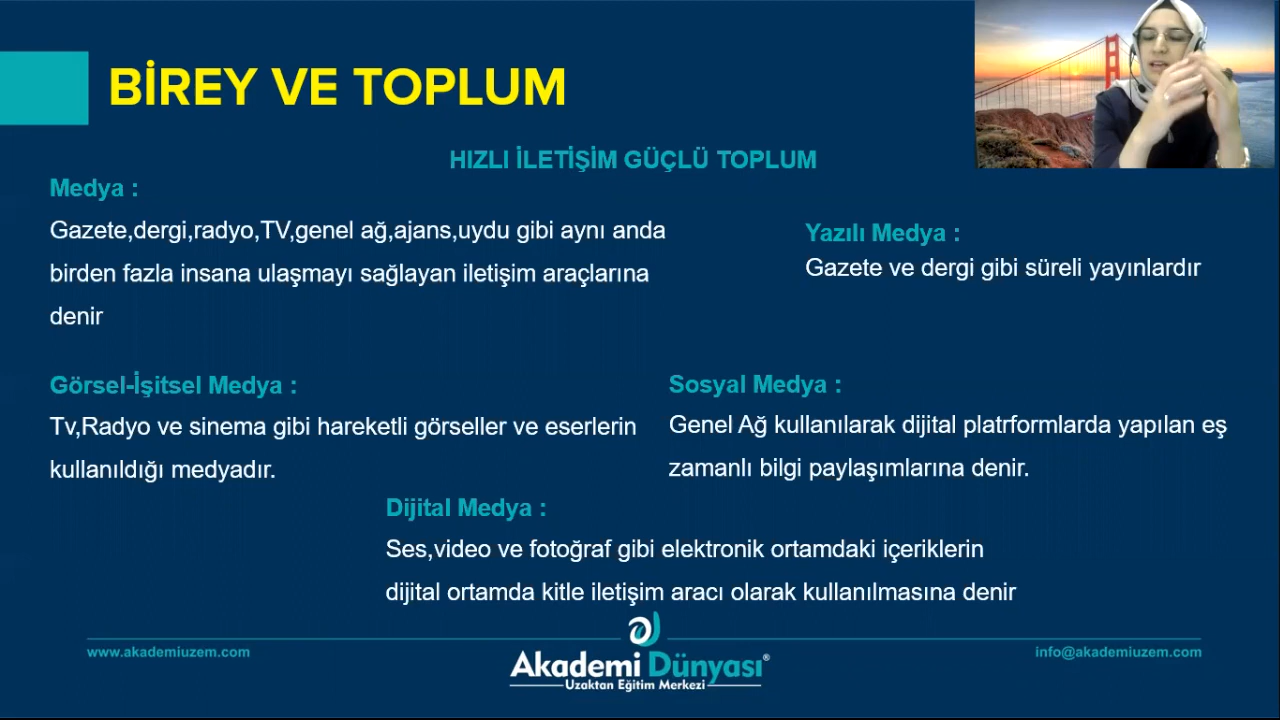 BİREY VE TOPLUM
HIZLI İLETİŞİM GÜÇLÜ TOPLUM
Medya :
Gazete,dergi,radyo,TV,genel ağ,ajans,uydu gibi aynı anda
birden fazla insana ulaşmayı sağlayan iletişim araçlarına
denir
Yazılı Medya :
Gazete ve dergi gibi süreli yayınlardır
Görsel-İşitsel Medya :
Tv,Radyo ve sinema gibi hareketli görseller ve eserlerin
kullanıldığı medyadır.
Sosyal Medya :
Genel Ağ kullanılarak dijital platrformlarda yapılan eş
zamanlı bilgi paylaşımlarına denir.
Dijital Medya :
Ses,video ve fotoğraf gibi elektronik ortamdaki içeriklerin
dijital ortamda kitle iletişim aracı olarak kullanılmasına denir
www.akademiuzem.com
Akademi Dünyası®
Uzaktan Eğitim Merkezi
info@akademiuzem.com